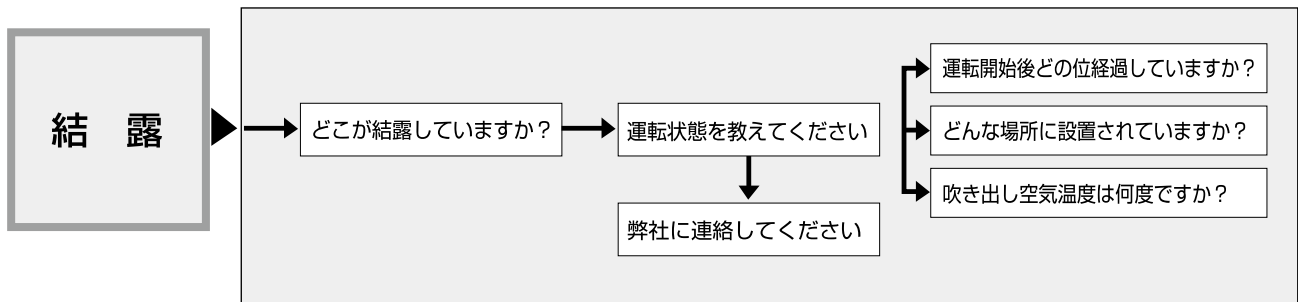 結 露
どこが結露していますか？
運転状態を教えてください
弊社に連絡してください
運転開始後どの位経過していますか？
どんな場所に設置されていますか？
吹き出し空気温度は何度ですか？